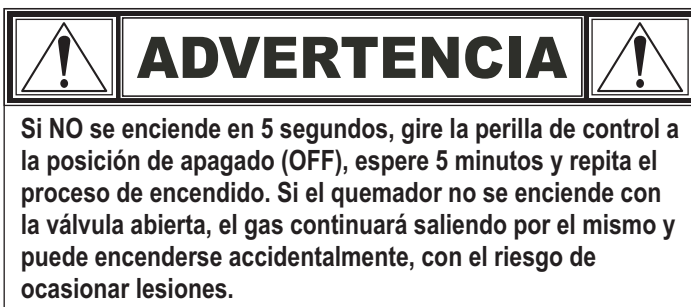 ADVERTENCIA
Si NO se enciende en 5 segundos, gire la perilla de control a
la posición de apagado (OFF), espere 5 minutos y repita el
proceso de encendido. Si el quemador no se enciende con
la válvula abierta, el gas continuará saliendo por el mismo y
puede encenderse accidentalmente, con el riesgo de
ocasionar lesiones.